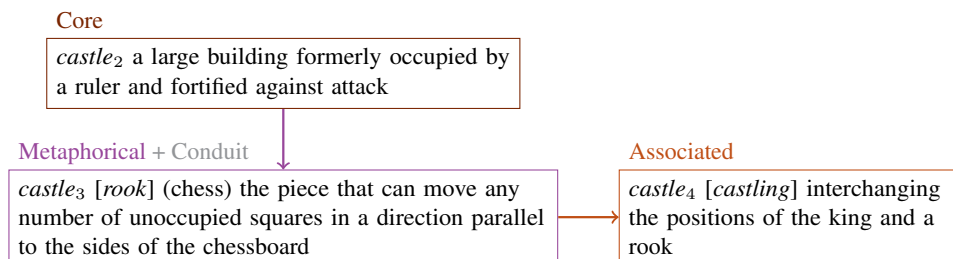 Core
castle₂ a large building formerly occupied by
a ruler and fortified against attack
Metaphorical + Conduit
castle₃ [rook] (chess) the piece that can move any
number of unoccupied squares in a direction parallel
to the sides of the chessboard
Associated
castle₄ [castling] interchanging
the positions of the king and a
rook